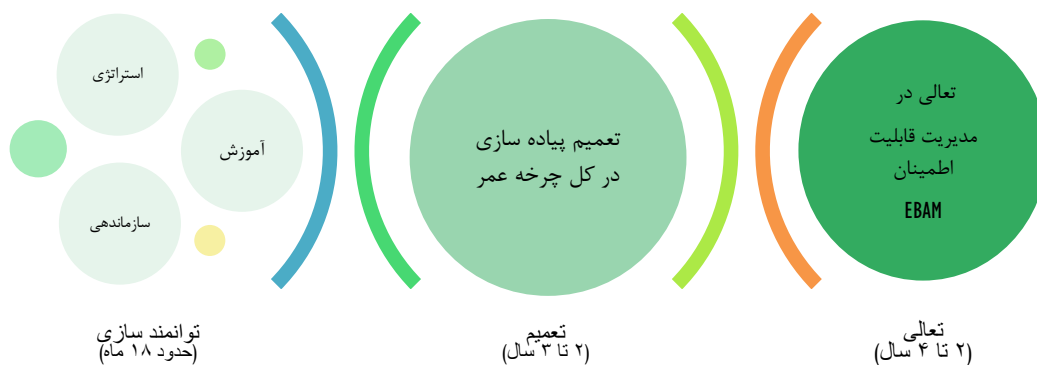 استراتژی
آموزش
سازماندهی
تعمیم پیاده سازی
در کل چرخه عمر
تعالی در
مدیریت قابلیت
اطمینان
EBAM
توانمند سازی
(حدود ۱۸ ماه)
تعمیم
(۲ تا ۳ سال)
تعالی
(۲ تا ۴ سال)